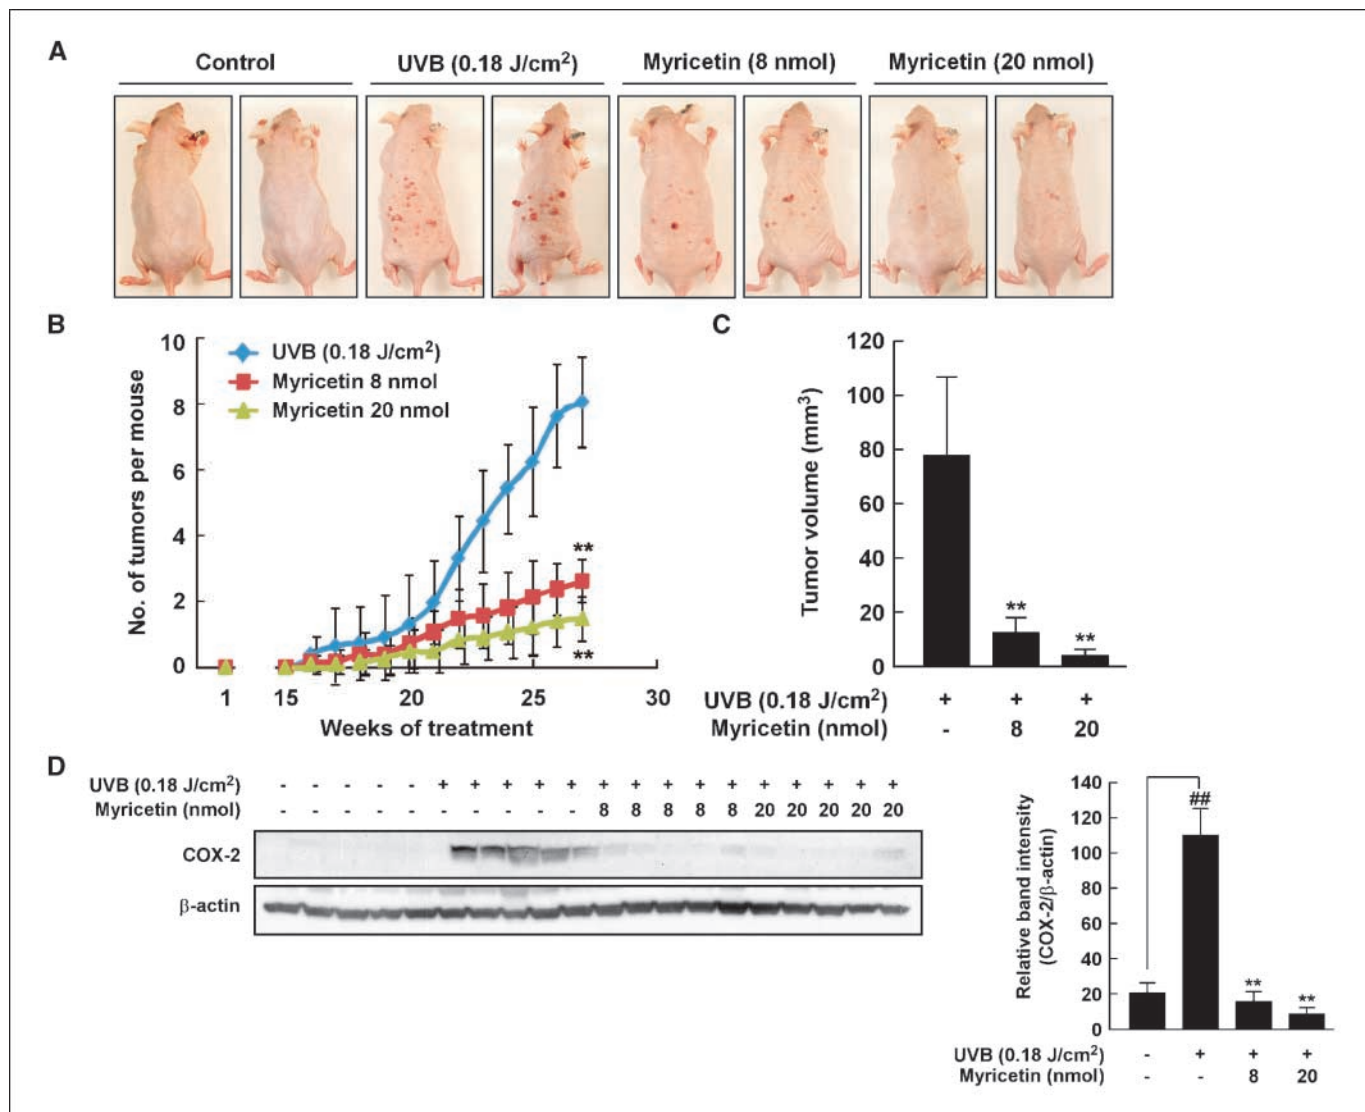 A
Control UVB (0.18 J/cm²) Myricetin (8 nmol) Myricetin (20 nmol)
B
10
8
6
4
2
0
No. of tumors per mouse
UVB (0.18 J/cm²)
Myricetin 8 nmol
Myricetin 20 nmol
**
**
1 15 20 25 30
Weeks of treatment
C
120
100
80
60
40
20
0
Tumor volume (mm³)
**
**
UVB (0.18 J/cm²) + + +
Myricetin (nmol) - 8 20
D
UVB (0.18 J/cm²) - - - - - + + + + + + + + + + + + + + +
Myricetin (nmol) - - - - - - - - - - 8 8 8 8 8 20 20 20 20 20
COX-2
β-actin
140
120
100
80
60
40
20
0
Relative band intensity
(COX-2/β-actin)
##
**
**
UVB (0.18 J/cm²) - + + +
Myricetin (nmol) - - 8 20